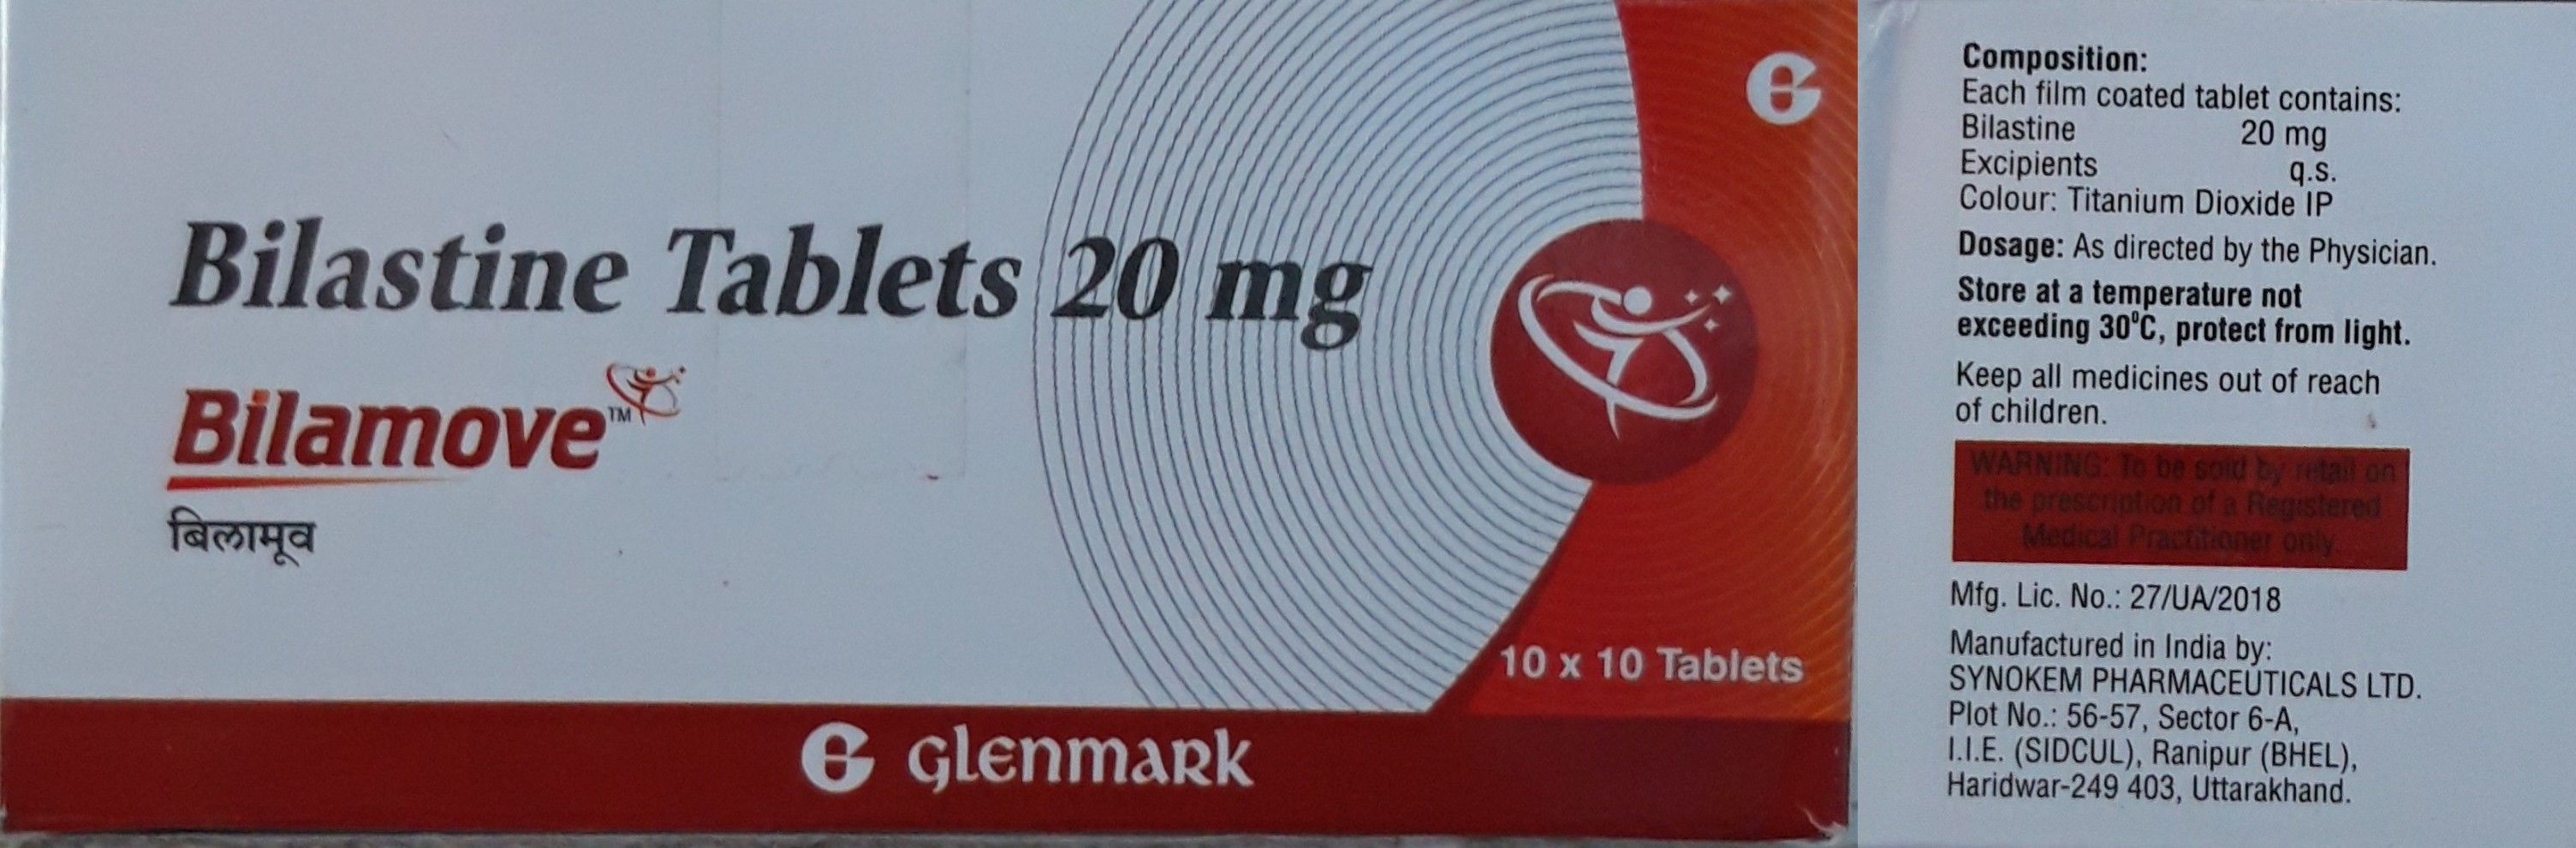 Bilastine Tablets 20 mg
Bilamove™
बिलामूव
10 x 10 Tablets
GLENMARK
Composition:
Each film coated tablet contains:
Bilastine 20 mg
Excipients q.s.
Colour: Titanium Dioxide IP
Dosage: As directed by the Physician.
Store at a temperature not
exceeding 30⁰C, protect from light.
Keep all medicines out of reach
of children.
WARNING: To be sold by retail on
the prescription of a Registered
Medical Practitioner only
Mfg. Lic. No.: 27/UA/2018
Manufactured in India by:
SYNOKEM PHARMACEUTICALS LTD.
Plot No.: 56-57, Sector 6-A,
I.I.E. (SIDCUL), Ranipur (BHEL),
Haridwar-249 403, Uttarakhand.